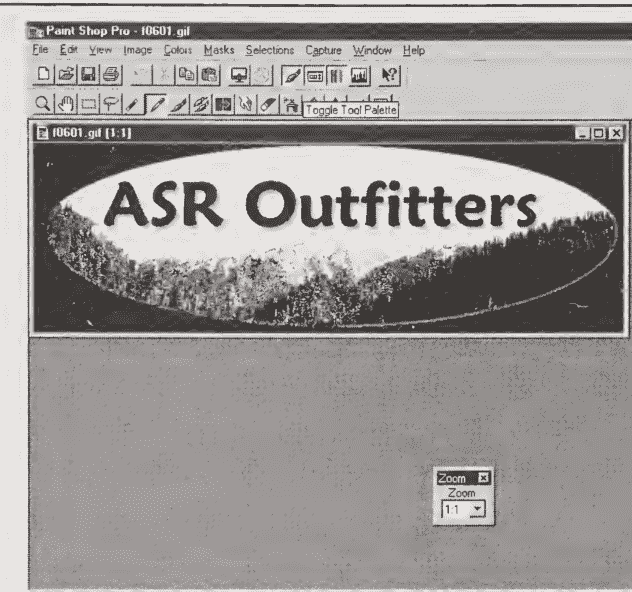 Paint Shop Pro - f0601.gif
File Edit View Image Colors Masks Selections Capture Window Help
Toggle Tool Palette
f0601.gif [1:1]
ASR Outfitters
Zoom
Zoom
1:1